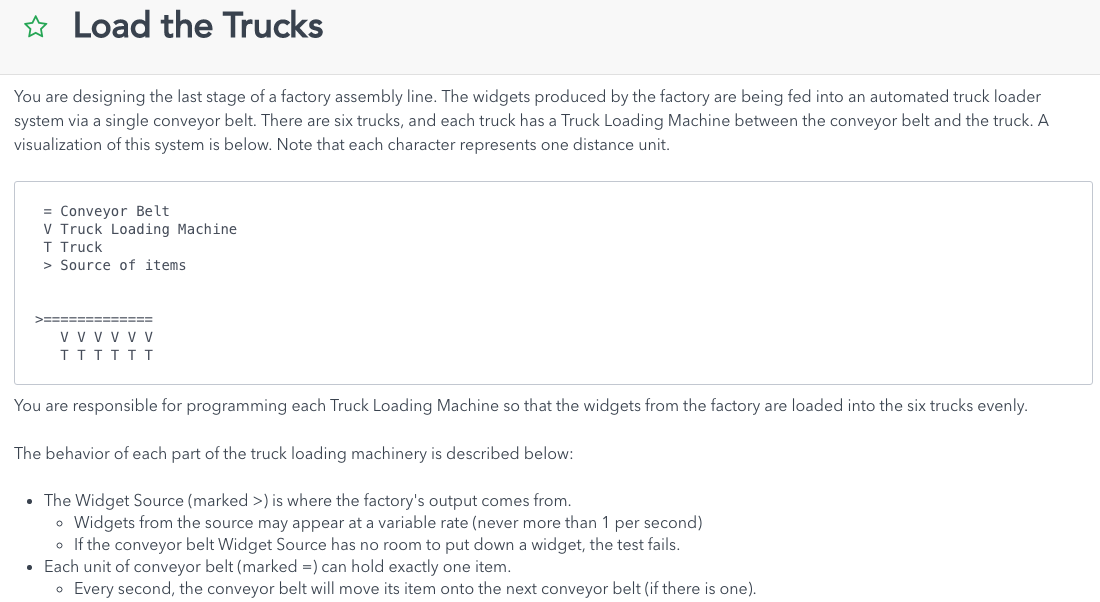 Load the Trucks
You are designing the last stage of a factory assembly line. The widgets produced by the factory are being fed into an automated truck loader
system via a single conveyor belt. There are six trucks, and each truck has a Truck Loading Machine between the conveyor belt and the truck. A
visualization of this system is below. Note that each character represents one distance unit.
= Conveyor Belt
V Truck Loading Machine
T Truck
> Source of items
>=============
V V V V V V
T T T T T T
You are responsible for programming each Truck Loading Machine so that the widgets from the factory are loaded into the six trucks evenly.
The behavior of each part of the truck loading machinery is described below:
• The Widget Source (marked >) is where the factory's output comes from.
◦ Widgets from the source may appear at a variable rate (never more than 1 per second)
◦ If the conveyor belt Widget Source has no room to put down a widget, the test fails.
• Each unit of conveyor belt (marked =) can hold exactly one item.
◦ Every second, the conveyor belt will move its item onto the next conveyor belt (if there is one).